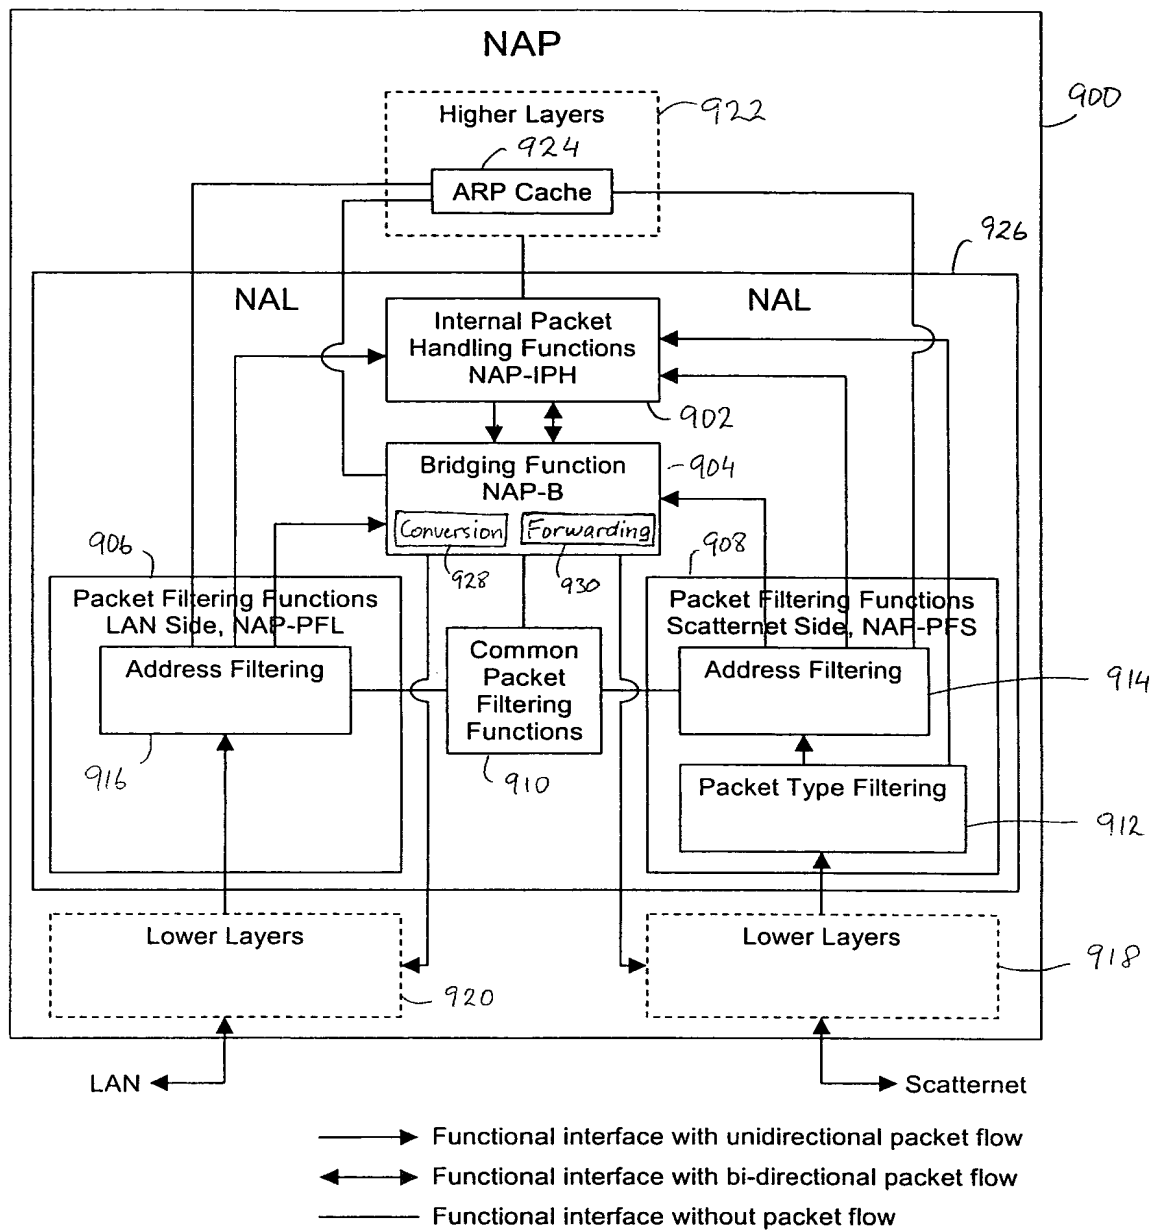 NAP
900
Higher Layers
922
924
ARP Cache
926
NAL
NAL
Internal Packet
Handling Functions
NAP-IPH
902
Bridging Function
NAP-B
904
Conversion
Forwarding
928
930
906
Packet Filtering Functions
LAN Side, NAP-PFL
908
Packet Filtering Functions
Scatternet Side, NAP-PFS
Address Filtering
916
Common
Packet
Filtering
Functions
910
Address Filtering
914
Packet Type Filtering
912
Lower Layers
920
Lower Layers
918
LAN
Scatternet
Functional interface with unidirectional packet flow
Functional interface with bi-directional packet flow
Functional interface without packet flow